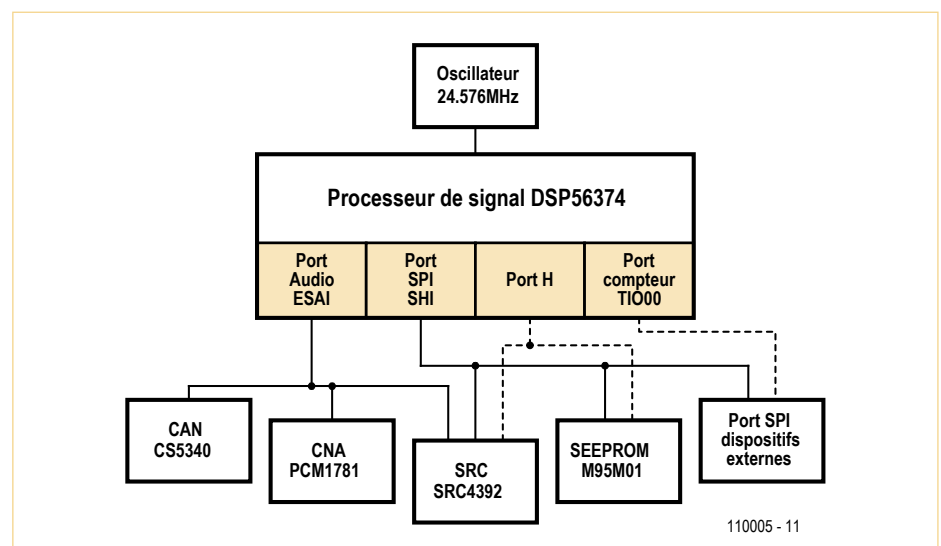 Oscillateur
24.576MHz
Processeur de signal DSP56374
Port
Audio
ESAI
Port
SPI
SHI
Port H
Port
compteur
TIO00
CAN
CS5340
CNA
PCM1781
SRC
SRC4392
SEEPROM
M95M01
Port SPI
dispositifs
externes
110005 - 11